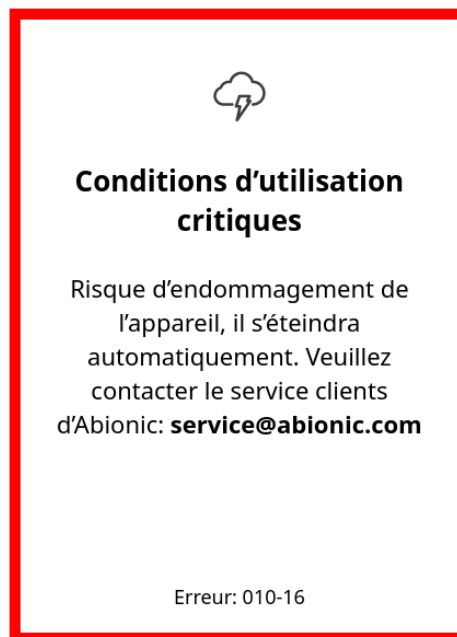 Conditions d’utilisation
critiques
Risque d’endommagement de
l’appareil, il s’éteindra
automatiquement. Veuillez
contacter le service clients
d’Abionic: service@abionic.com
Erreur: 010-16